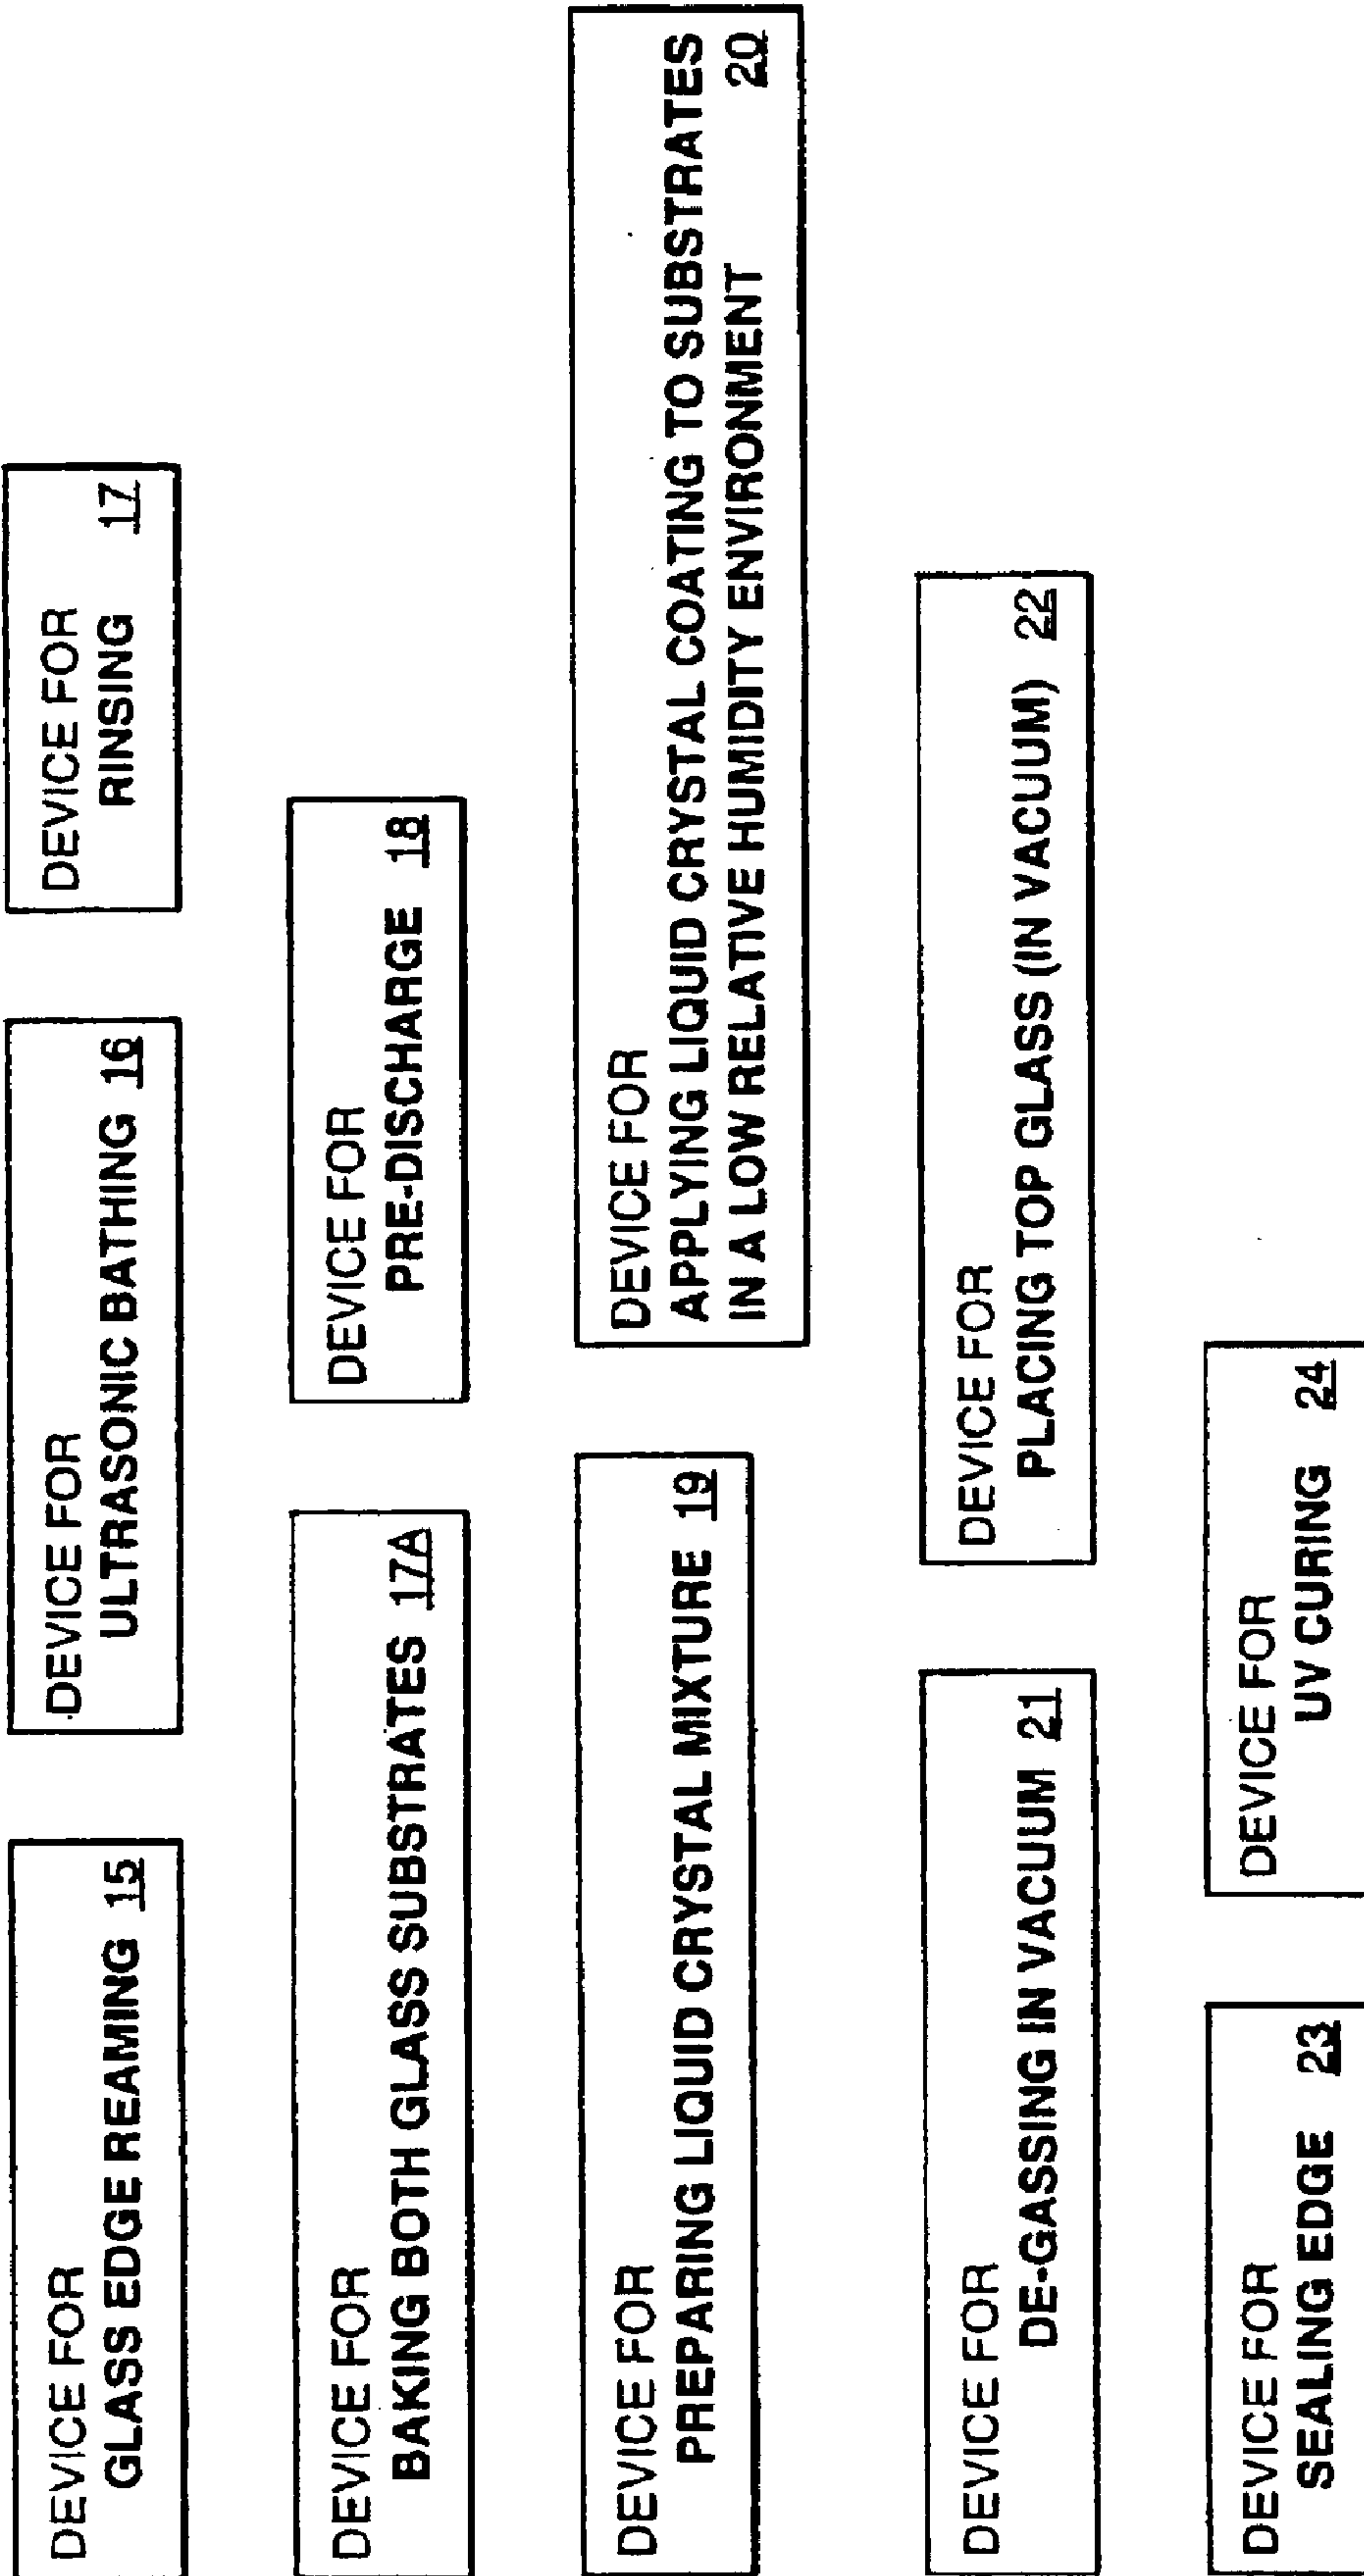 DEVICE FOR
GLASS EDGE REAMING 15
DEVICE FOR
ULTRASONIC BATHING 16
DEVICE FOR
RINSING 17
DEVICE FOR
BAKING BOTH GLASS SUBSTRATES 17A
DEVICE FOR
PRE-DISCHARGE 18
DEVICE FOR
PREPARING LIQUID CRYSTAL MIXTURE 19
DEVICE FOR
APPLYING LIQUID CRYSTAL COATING TO SUBSTRATES
IN A LOW RELATIVE HUMIDITY ENVIRONMENT 20
DEVICE FOR
DE-GASSING IN VACUUM 21
DEVICE FOR
PLACING TOP GLASS (IN VACUUM) 22
DEVICE FOR
SEALING EDGE 23
DEVICE FOR
UV CURING 24